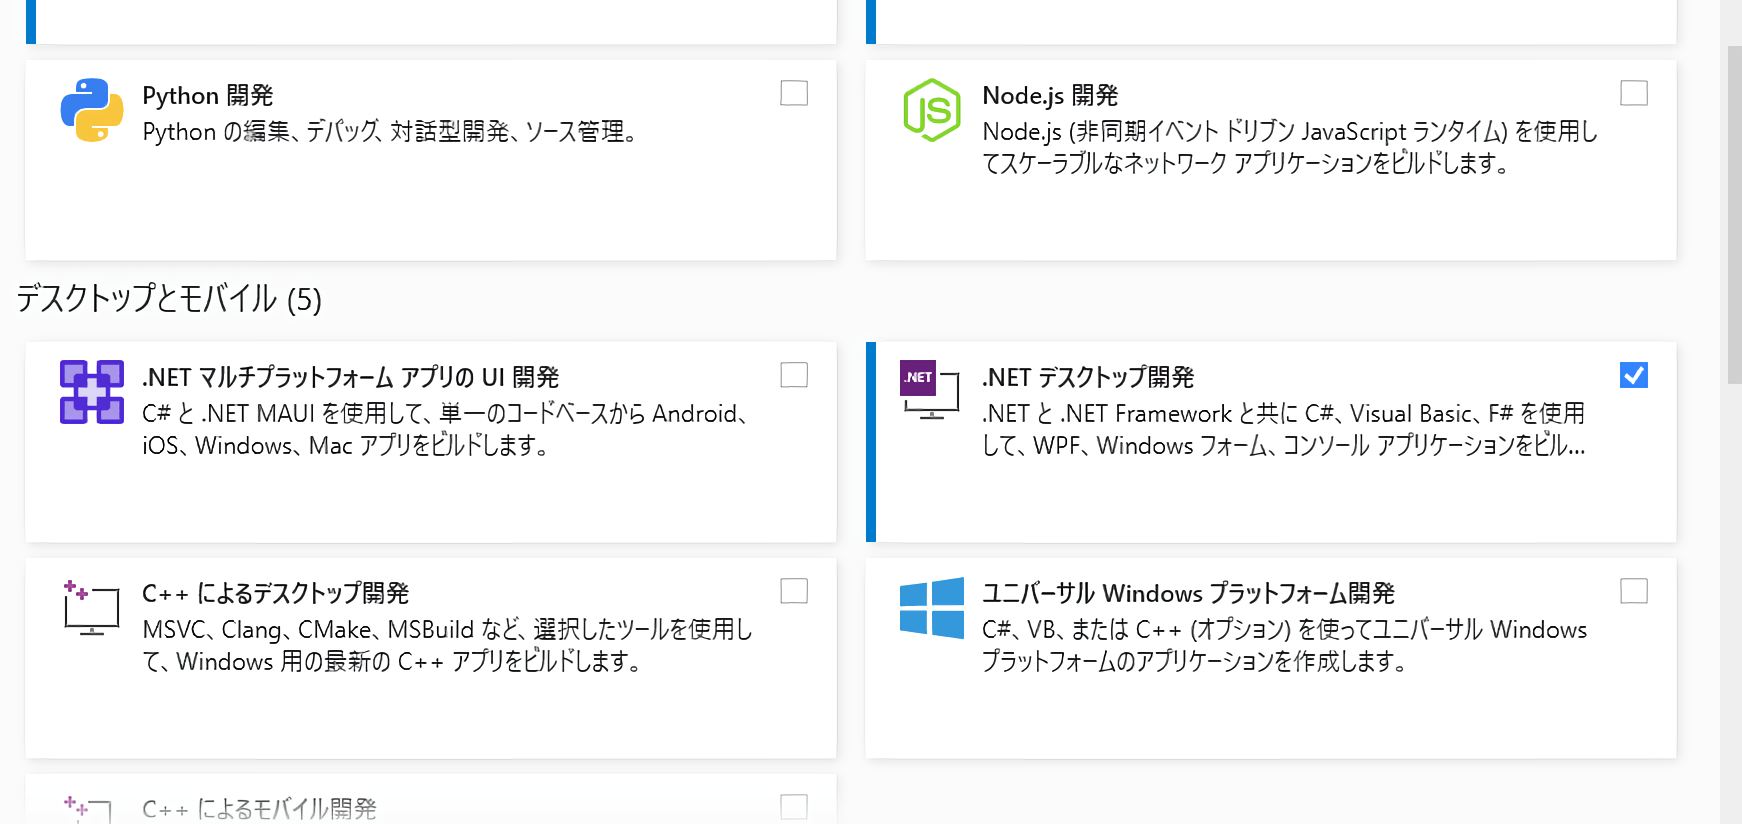 Python 開発
Python の編集、デバッグ、対話型開発、ソース管理。
Node.js 開発
Node.js (非同期イベント ドリブン JavaScript ランタイム) を使用し
てスケーラブルなネットワーク アプリケーションをビルドします。
デスクトップとモバイル (5)
.NET マルチプラットフォーム アプリの UI 開発
C# と .NET MAUI を使用して、単一のコードベースから Android、
iOS、Windows、Mac アプリをビルドします。
.NET
.NET デスクトップ開発
.NET と .NET Framework と共に C#、Visual Basic、F# を使用
して、WPF、Windows フォーム、コンソール アプリケーションをビル...
C++ によるデスクトップ開発
MSVC、Clang、CMake、MSBuild など、選択したツールを使用し
て、Windows 用の最新の C++ アプリをビルドします。
ユニバーサル Windows プラットフォーム開発
C#、VB、または C++ (オプション) を使ってユニバーサル Windows
プラットフォームのアプリケーションを作成します。
C++ によるモバイル開発